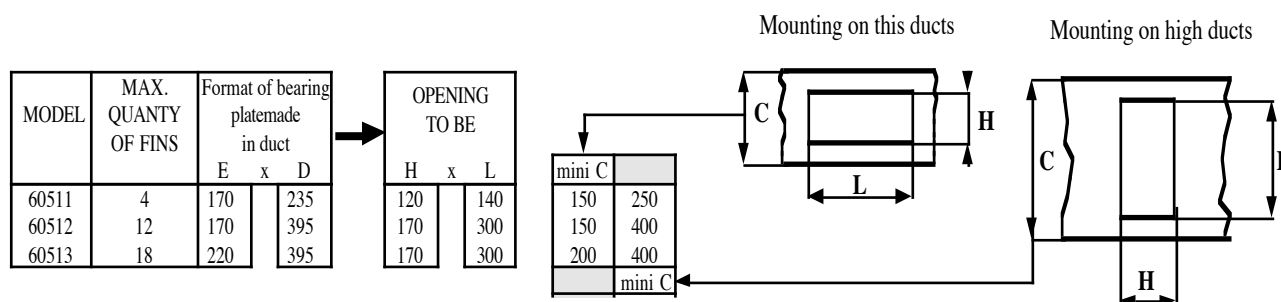 Mounting on this ducts
Mounting on high ducts
MODEL
MAX.
QUANTY
OF FINS
Format of bearing
platemade
in duct
E x D
OPENING
TO BE
H x L
mini C
60511 4 170 235 120 140 150 250
60512 12 170 395 170 300 150 400
60513 18 220 395 170 300 200 400
mini C
C
H
L
C
H